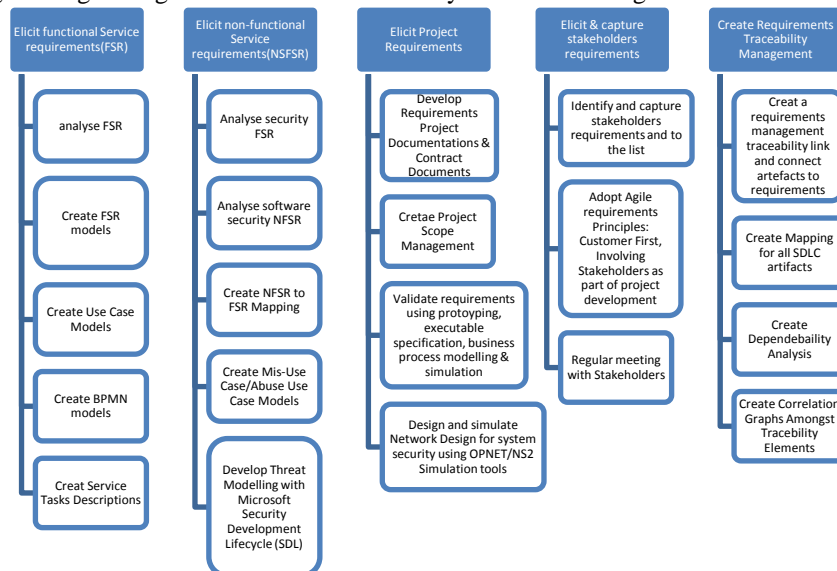 Elicit functional Service
requirements(FSR)
analyse FSR
Create FSR
models
Create Use Case
Models
Create BPMN
models
Creat Service
Tasks Descriptions
Elicit non-functional
Service
requirements(NSFSR)
Analyse security
FSR
Analyse software
security NFSR
Create NFSR to
FSR Mapping
Create Mis-Use
Case/Abuse Use
Case Models
Develop Threat
Modelling with
Microsoft
Security
Development
Lifecycle (SDL)
Elicit Project
Requirements
Develop
Requirements
Project
Documentations &
Contract
Documents
Cretae Project
Scope
Management
Validate requirements
using protoyping,
executable
specification, business
process modelling &
simulation
Design and simulate
Network Design for system
security using OPNET/NS2
Simulation tools
Elicit & capture
stakeholders
requirements
Identify and capture
stakeholders
requirements and to
the list
Adopt Agile
requirements
Principles:
Customer First,
Involving
Stakeholders as
part of project
development
Regular meeting
with Stakeholders
Create Requirements
Traceability
Management
Creat a
requirements
management
traceability link
and connect
artefacts to
requirements
Create Mapping
for all SDLC
artifacts
Create
Dependebaility
Analysis
Create Correlation
Graphs Amongst
Tracebility
Elements